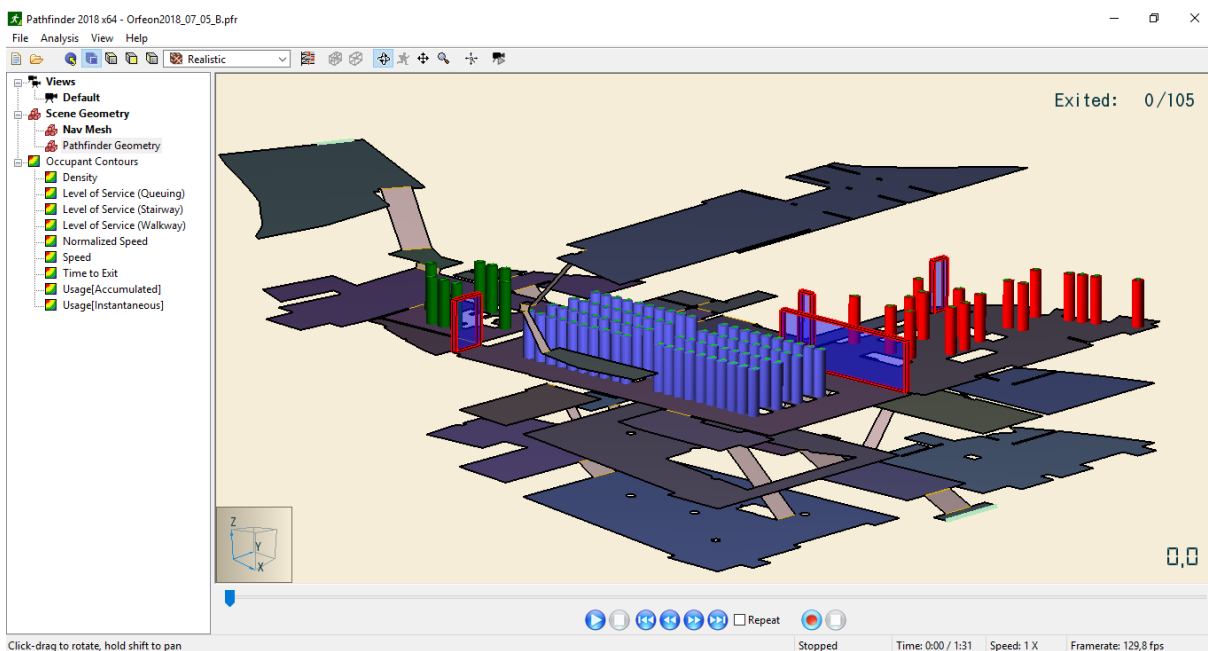 Pathfinder 2018 x64 - Orfeon2018_07_05_B.pfr
File Analysis View Help
Realistic
Views
Default
Scene Geometry
Nav Mesh
Pathfinder Geometry
Occupant Contours
Density
Level of Service (Queuing)
Level of Service (Stairway)
Level of Service (Walkway)
Normalized Speed
Speed
Time to Exit
Usage[Accumulated]
Usage[Instantaneous]
Exited: 0/105
Z
Y
X
0,0
Repeat
Click-drag to rotate, hold shift to pan
Stopped
Time: 0:00 / 1:31
Speed: 1 X
Framerate: 129,8 fps